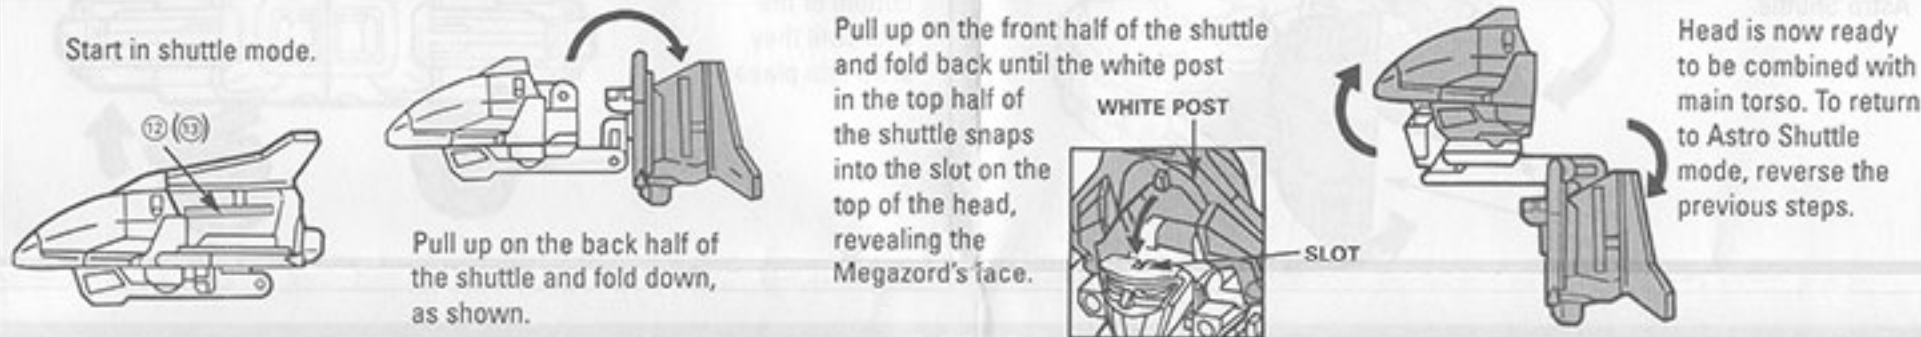 Start in shuttle mode.
⑫(⑬)
Pull up on the back half of
the shuttle and fold down,
as shown.
Pull up on the front half of the shuttle
and fold back until the white post
in the top half of
the shuttle snaps
into the slot on the
top of the head,
revealing the
Megazord's face.
WHITE POST
SLOT
Head is now ready
to be combined with
main torso. To return
to Astro Shuttle
mode, reverse the
previous steps.